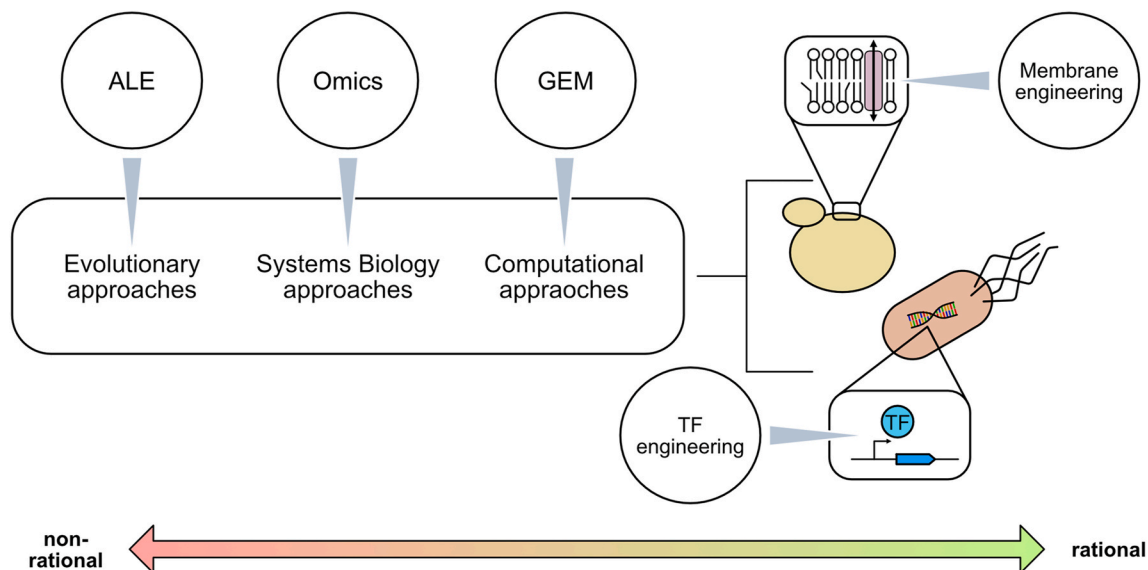 ALE
Omics
GEM
Membrane
engineering
Evolutionary
approaches
Systems Biology
approaches
Computational
appraoches
TF
engineering
TF
non-
rational
rational